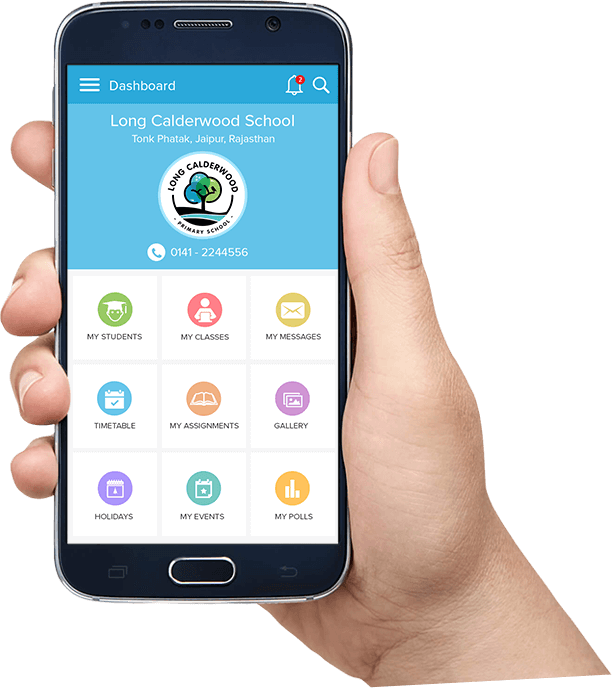 Dashboard
2
Long Calderwood School
Tonk Phatak, Jaipur, Rajasthan
LONG CALDERWOOD
- PRIMARY SCHOOL -
0141 - 2244556
MY STUDENTS
MY CLASSES
MY MESSAGES
TIMETABLE
MY ASSIGNMENTS
GALLERY
HOLIDAYS
MY EVENTS
MY POLLS